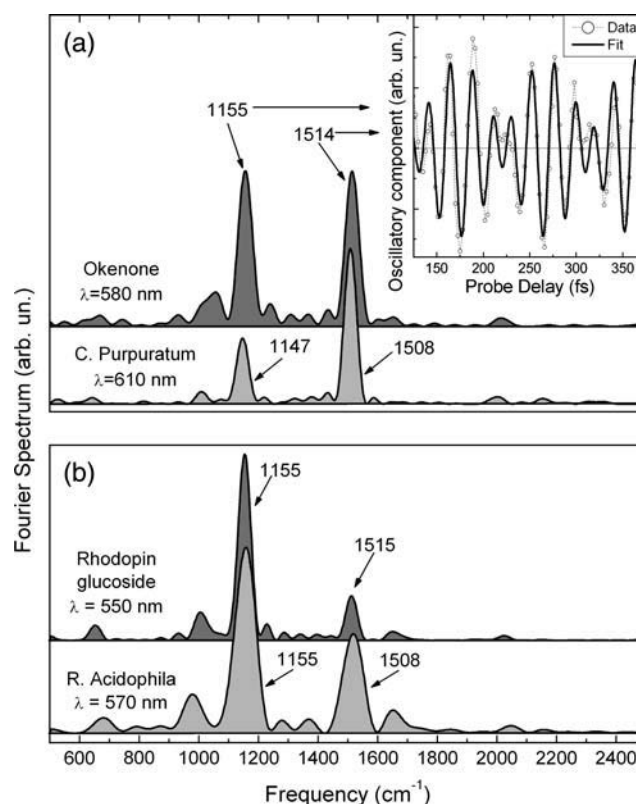 (a)
Data
Fit
Oscillatory component (arb. un.)
150 200 250 300 350
Probe Delay (fs)
1155
1514
Okenone
λ=580 nm
C. Purpuratum
λ=610 nm
1147
1508
Fourier Spectrum (arb. un.)
(b)
1155
1515
Rhodopin
glucoside
λ = 550 nm
R. Acidophila
λ = 570 nm
1155
1508
600 800 1000 1200 1400 1600 1800 2000 2200 2400
Frequency (cm⁻¹)